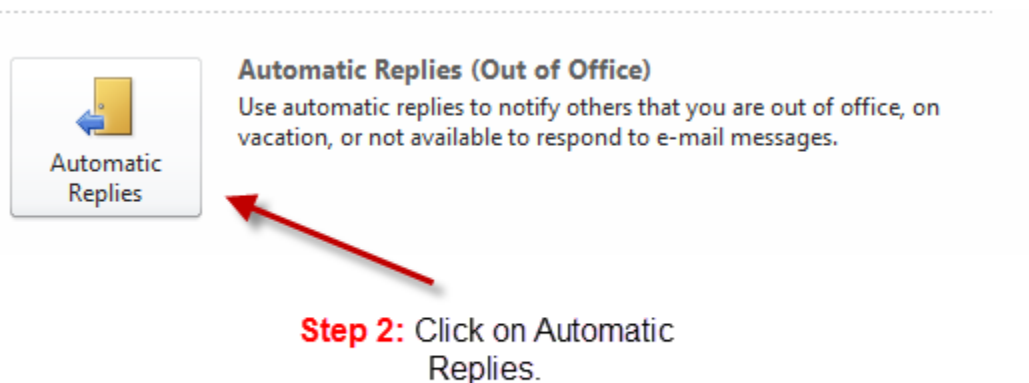 Automatic Replies (Out of Office)
Use automatic replies to notify others that you are out of office, on
vacation, or not available to respond to e-mail messages.
Automatic
Replies
Step 2: Click on Automatic
Replies.